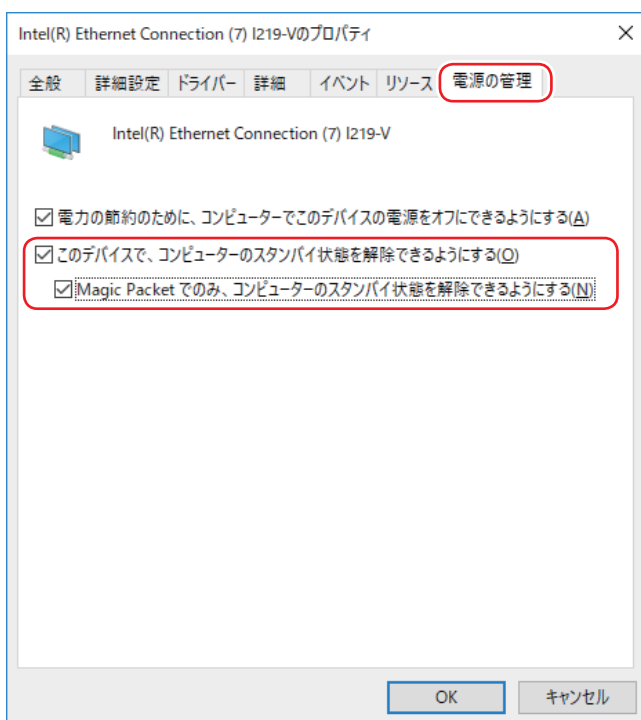 Intel(R) Ethernet Connection (7) I219-Vのプロパティ
全般 詳細設定 ドライバー 詳細 イベント リソース 電源の管理
Intel(R) Ethernet Connection (7) I219-V
電力の節約のために、コンピューターでこのデバイスの電源をオフにできるようにする(A)
このデバイスで、コンピューターのスタンバイ状態を解除できるようにする(O)
Magic Packet でのみ、コンピューターのスタンバイ状態を解除できるようにする(N)
OK キャンセル